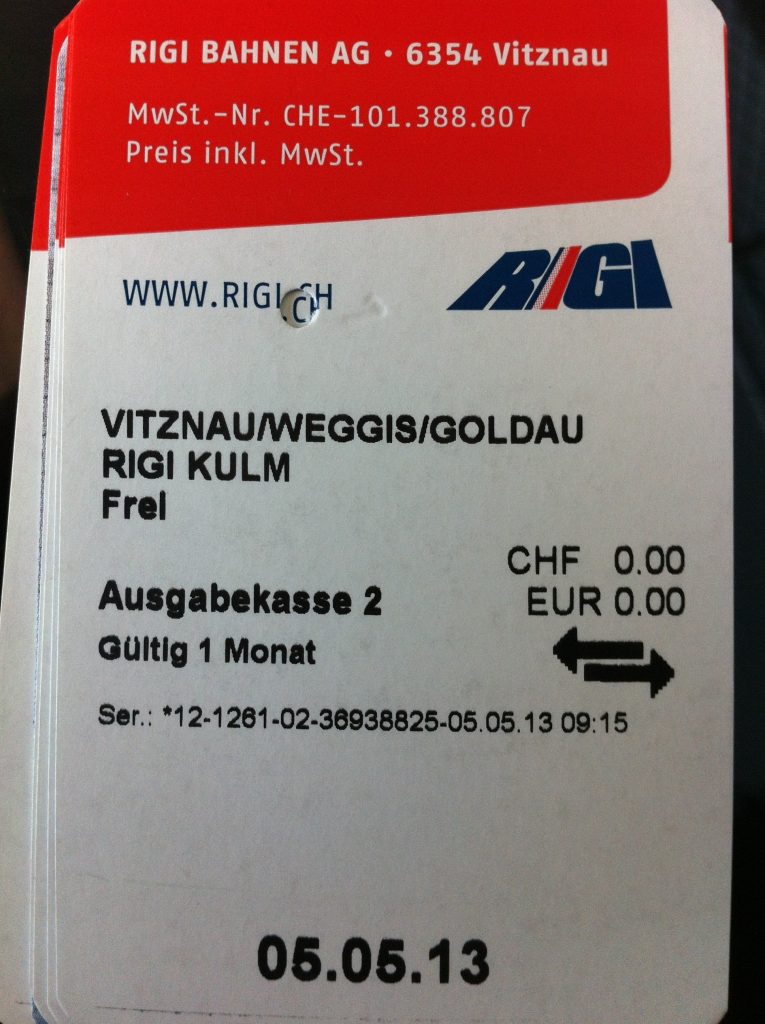 RIGI BAHNEN AG • 6354 Vitznau
MwSt.-Nr. CHE-101.388.807
Preis inkl. MwSt.
WWW.RIGI.CH
RIGI
VITZNAU/WEGGIS/GOLDAU
RIGI KULM
Frei
CHF 0.00
Ausgabekasse 2 EUR 0.00
Gültig 1 Monat
Ser.: *12-1261-02-36938825-05.05.13 09:15
05.05.13